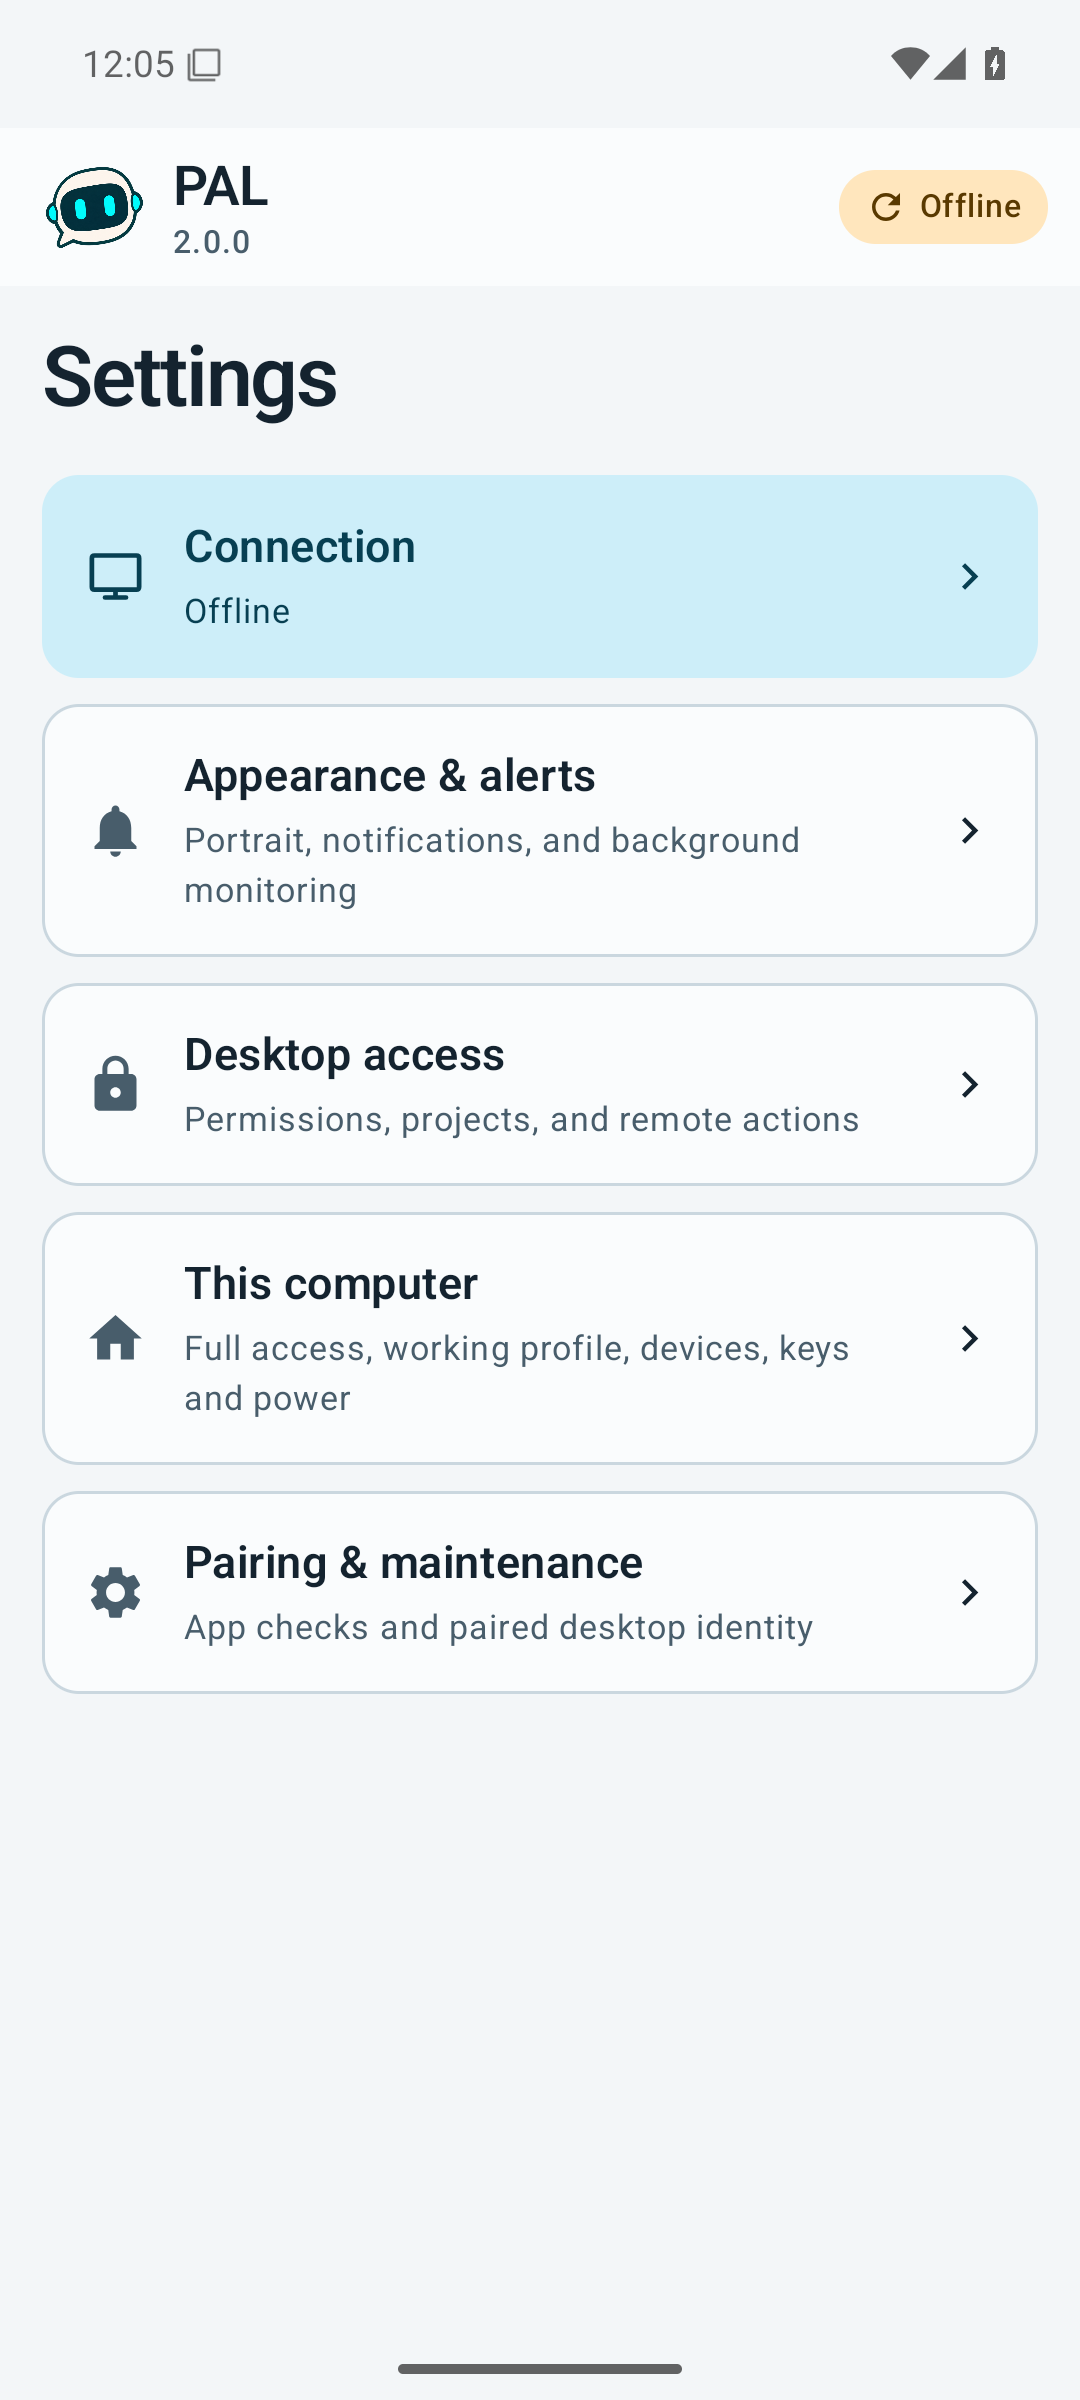 12:05
PAL
2.0.0
Offline
Settings
Connection
Offline
Appearance & alerts
Portrait, notifications, and background
monitoring
Desktop access
Permissions, projects, and remote actions
This computer
Full access, working profile, devices, keys
and power
Pairing & maintenance
App checks and paired desktop identity